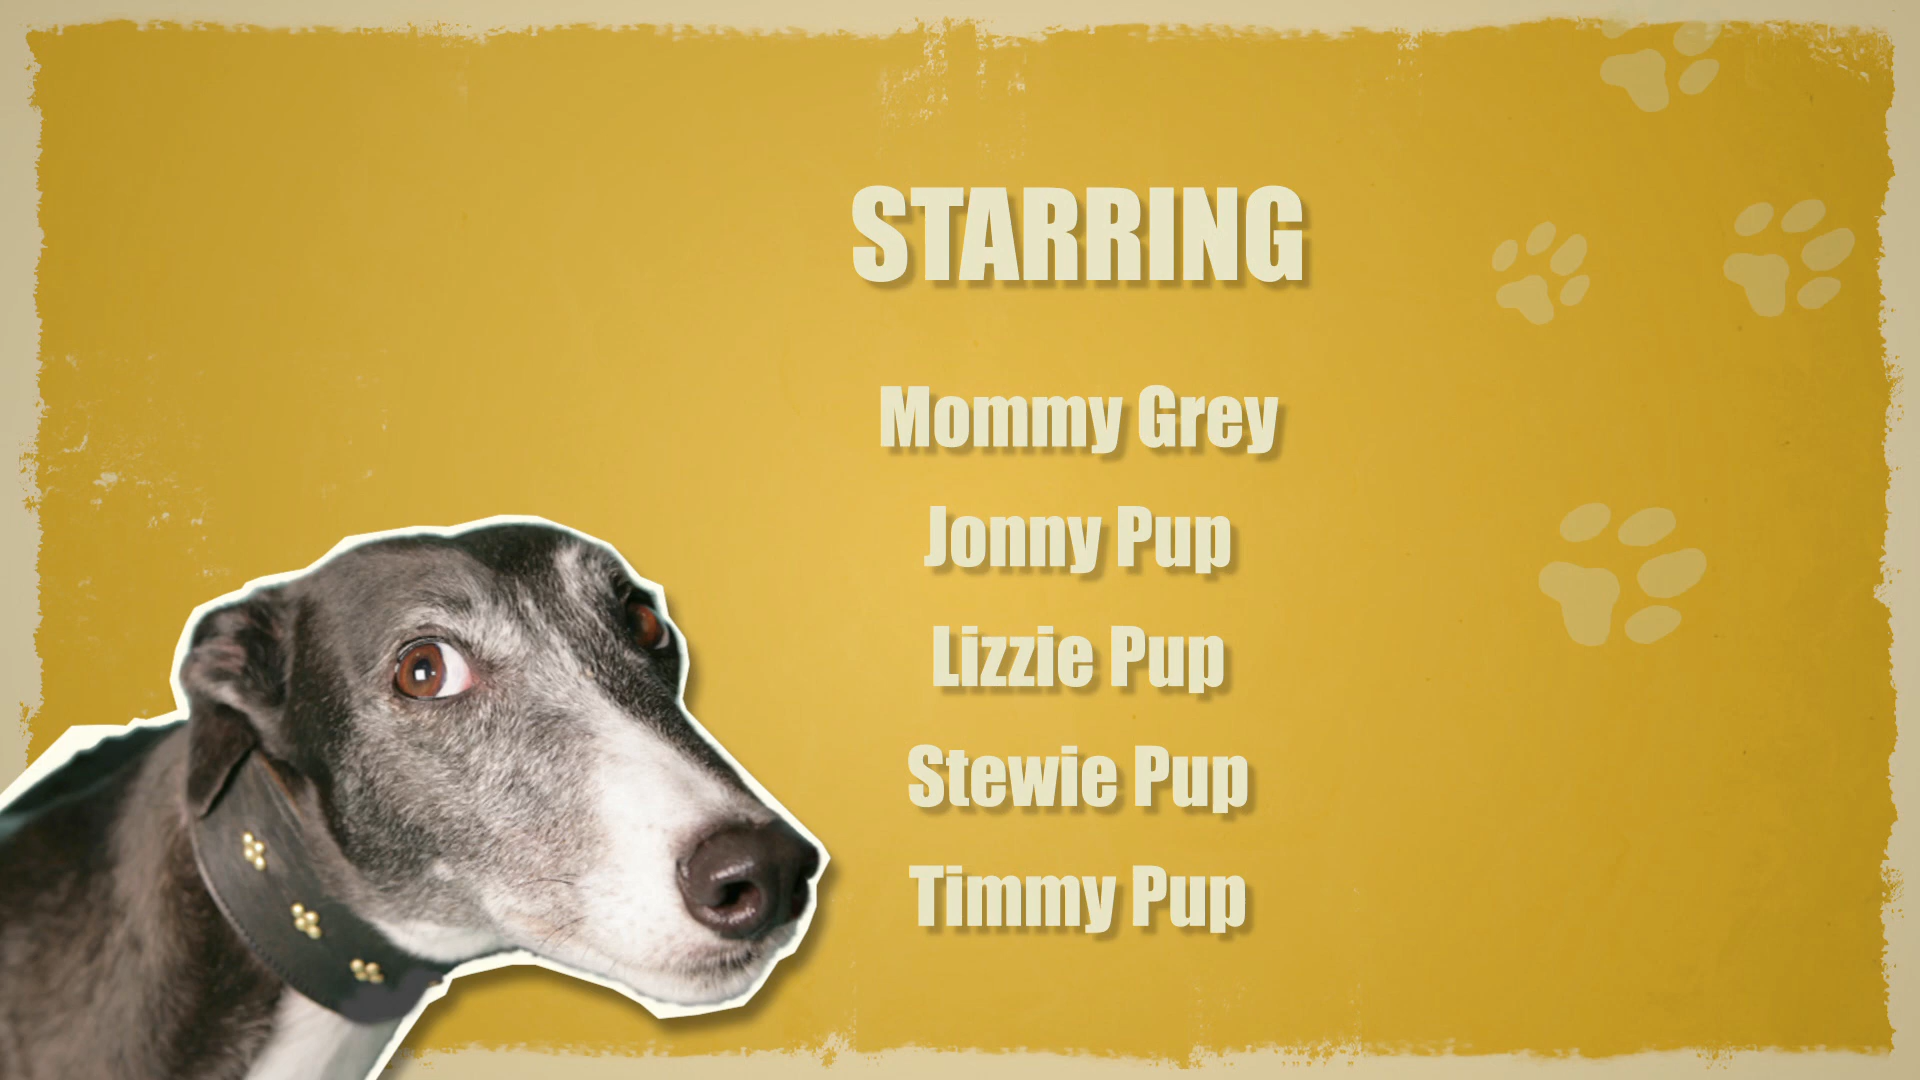 STARRING
Mommy Grey
Jonny Pup
Lizzie Pup
Stewie Pup
Timmy Pup